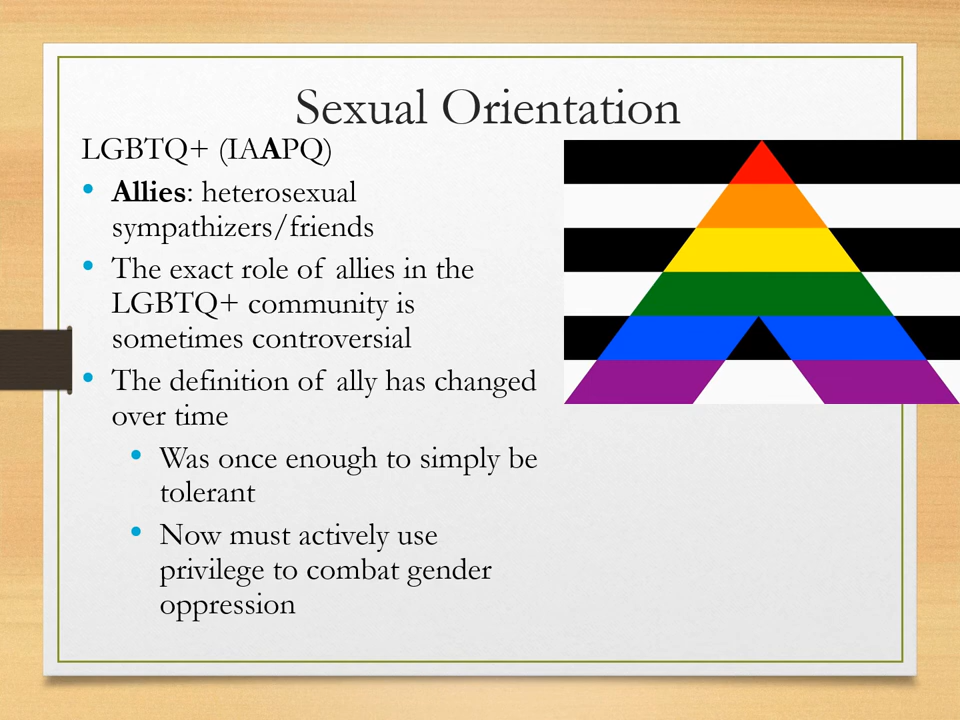 Sexual Orientation
LGBTQ+ (IAAPQ)
• Allies: heterosexual
sympathizers/friends
• The exact role of allies in the
LGBTQ+ community is
sometimes controversial
• The definition of ally has changed
over time
• Was once enough to simply be
tolerant
• Now must actively use
privilege to combat gender
oppression